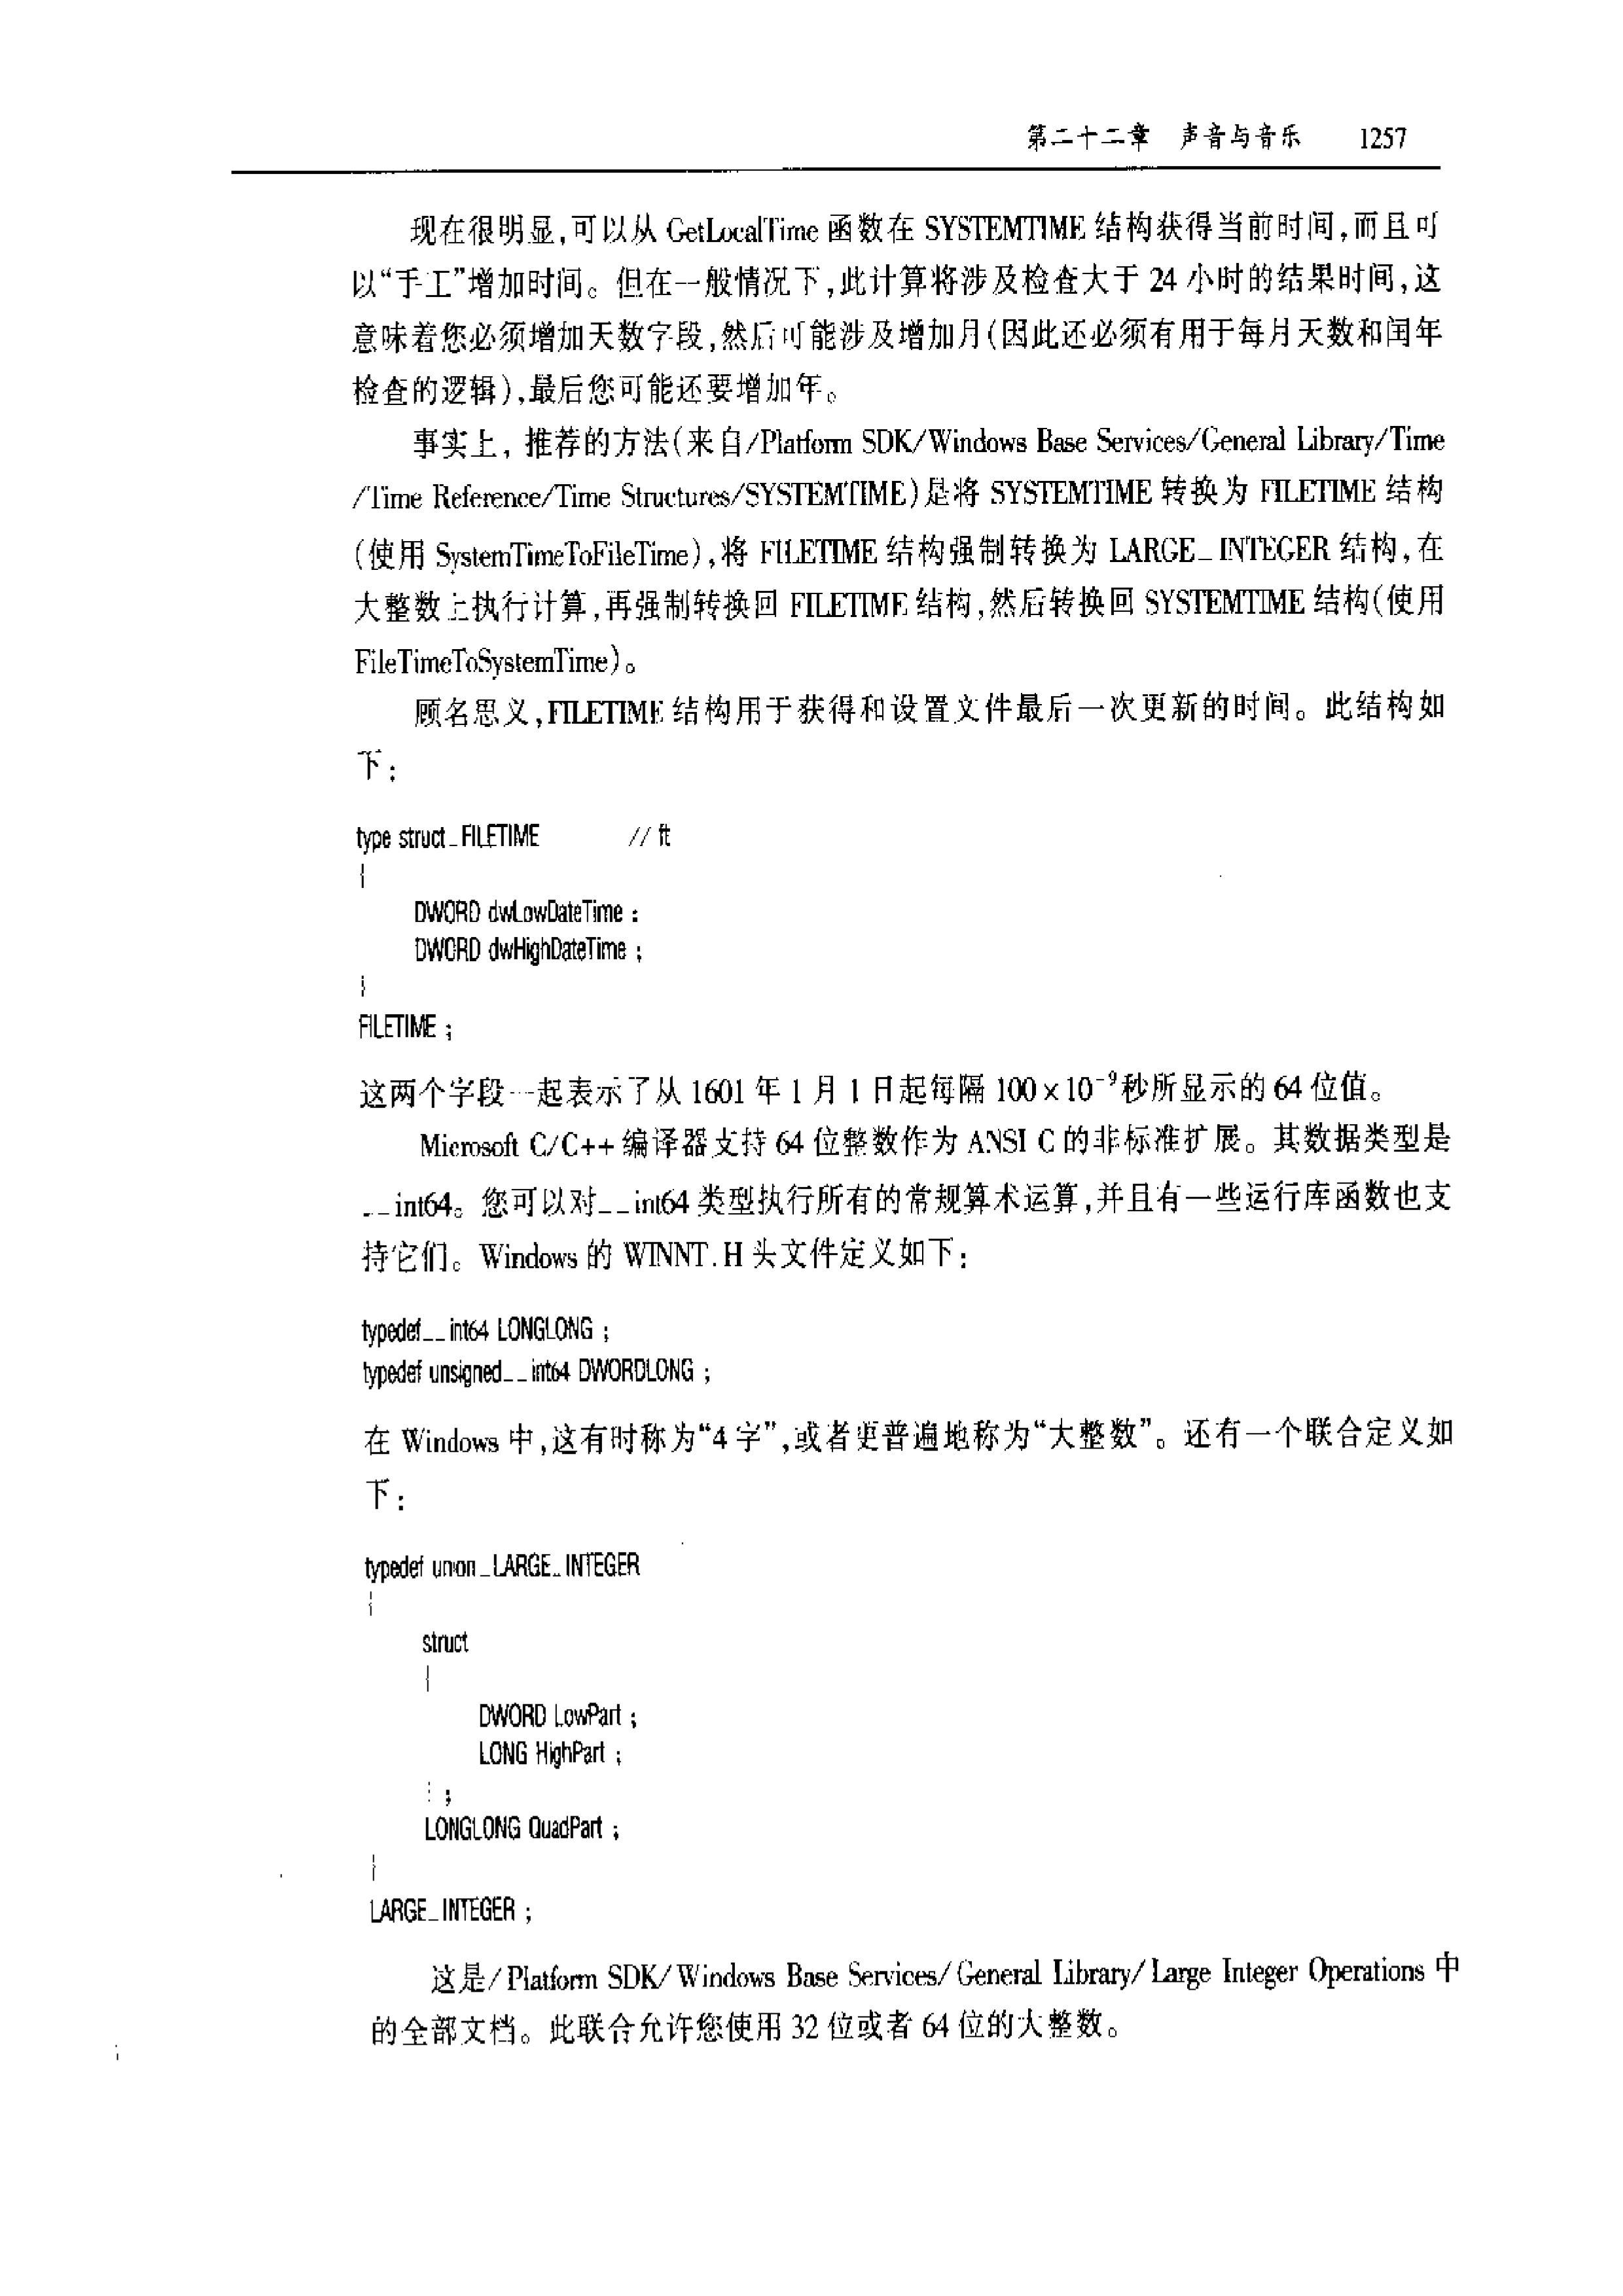 第二十二章 声音与音乐 1257
现在很明显,可以从 GetLocalTime 函数在 SYSTEMTIME 结构获得当前时间,而且可
以“手工”增加时间。但在一般情况下,此计算将涉及检查大于 24 小时的结果时间,这
意味着您必须增加天数字段,然后可能涉及增加月(因此还必须有用于每月天数和闰年
检查的逻辑),最后您可能还要增加年。
事实上, 推荐的方法(来自/Platform SDK/Windows Base Services/General Library/Time
/Time Reference/Time Structures/SYSTEMTIME)是将 SYSTEMTIME 转换为 FILETIME 结构
(使用 SystemTimeToFileTime),将 FILETIME 结构强制转换为 LARGE_INTEGER 结构,在
大整数上执行计算,再强制转换回 FILETIME 结构,然后转换回 SYSTEMTIME 结构(使用
FileTimeToSystemTime)。
顾名思义,FILETIME 结构用于获得和设置文件最后一次更新的时间。此结构如
下:
type struct_FILETIME // ft
{
DWORD dwLowDateTime ;
DWORD dwHighDateTime ;
}
FILETIME ;
这两个字段一起表示了从 1601 年 1 月 1 日起每隔 100×10⁻⁹秒所显示的 64 位值。
Microsoft C/C++ 编译器支持 64 位整数作为 ANSI C 的非标准扩展。其数据类型是
__int64。您可以对__int64 类型执行所有的常规算术运算,并且有一些运行库函数也支
持它们。Windows 的 WINNT.H 头文件定义如下:
typedef__int64 LONGLONG ;
typedef unsigned__int64 DWORDLONG ;
在 Windows 中,这有时称为“4 字”,或者更普遍地称为“大整数”。还有一个联合定义如
下:
typedef union_LARGE_INTEGER
{
struct
{
DWORD LowPart ;
LONG HighPart ;
} ;
LONGLONG QuadPart ;
}
LARGE_INTEGER ;
这是/Platform SDK/Windows Base Services/General Library/Large Integer Operations 中
的全部文档。此联合允许您使用 32 位或者 64 位的大整数。